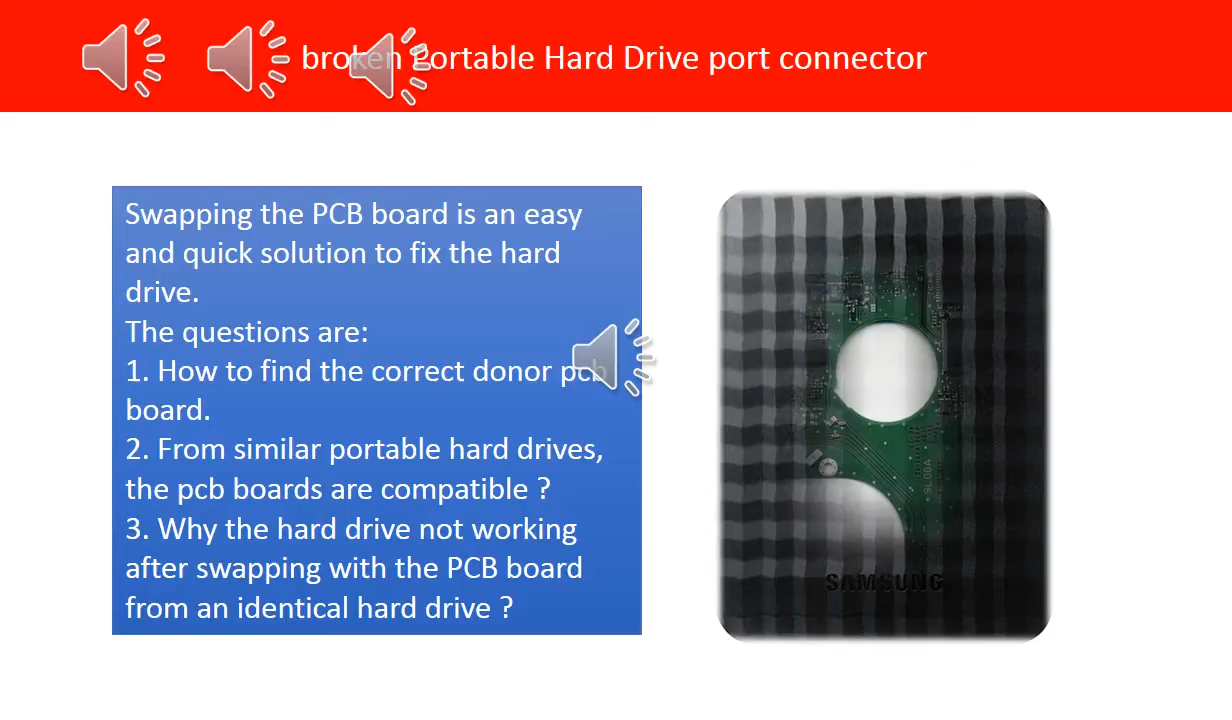 broken Portable Hard Drive port connector
Swapping the PCB board is an easy
and quick solution to fix the hard
drive.
The questions are:
1. How to find the correct donor pcb
board.
2. From similar portable hard drives,
the pcb boards are compatible ?
3. Why the hard drive not working
after swapping with the PCB board
from an identical hard drive ?
SAMSUNG